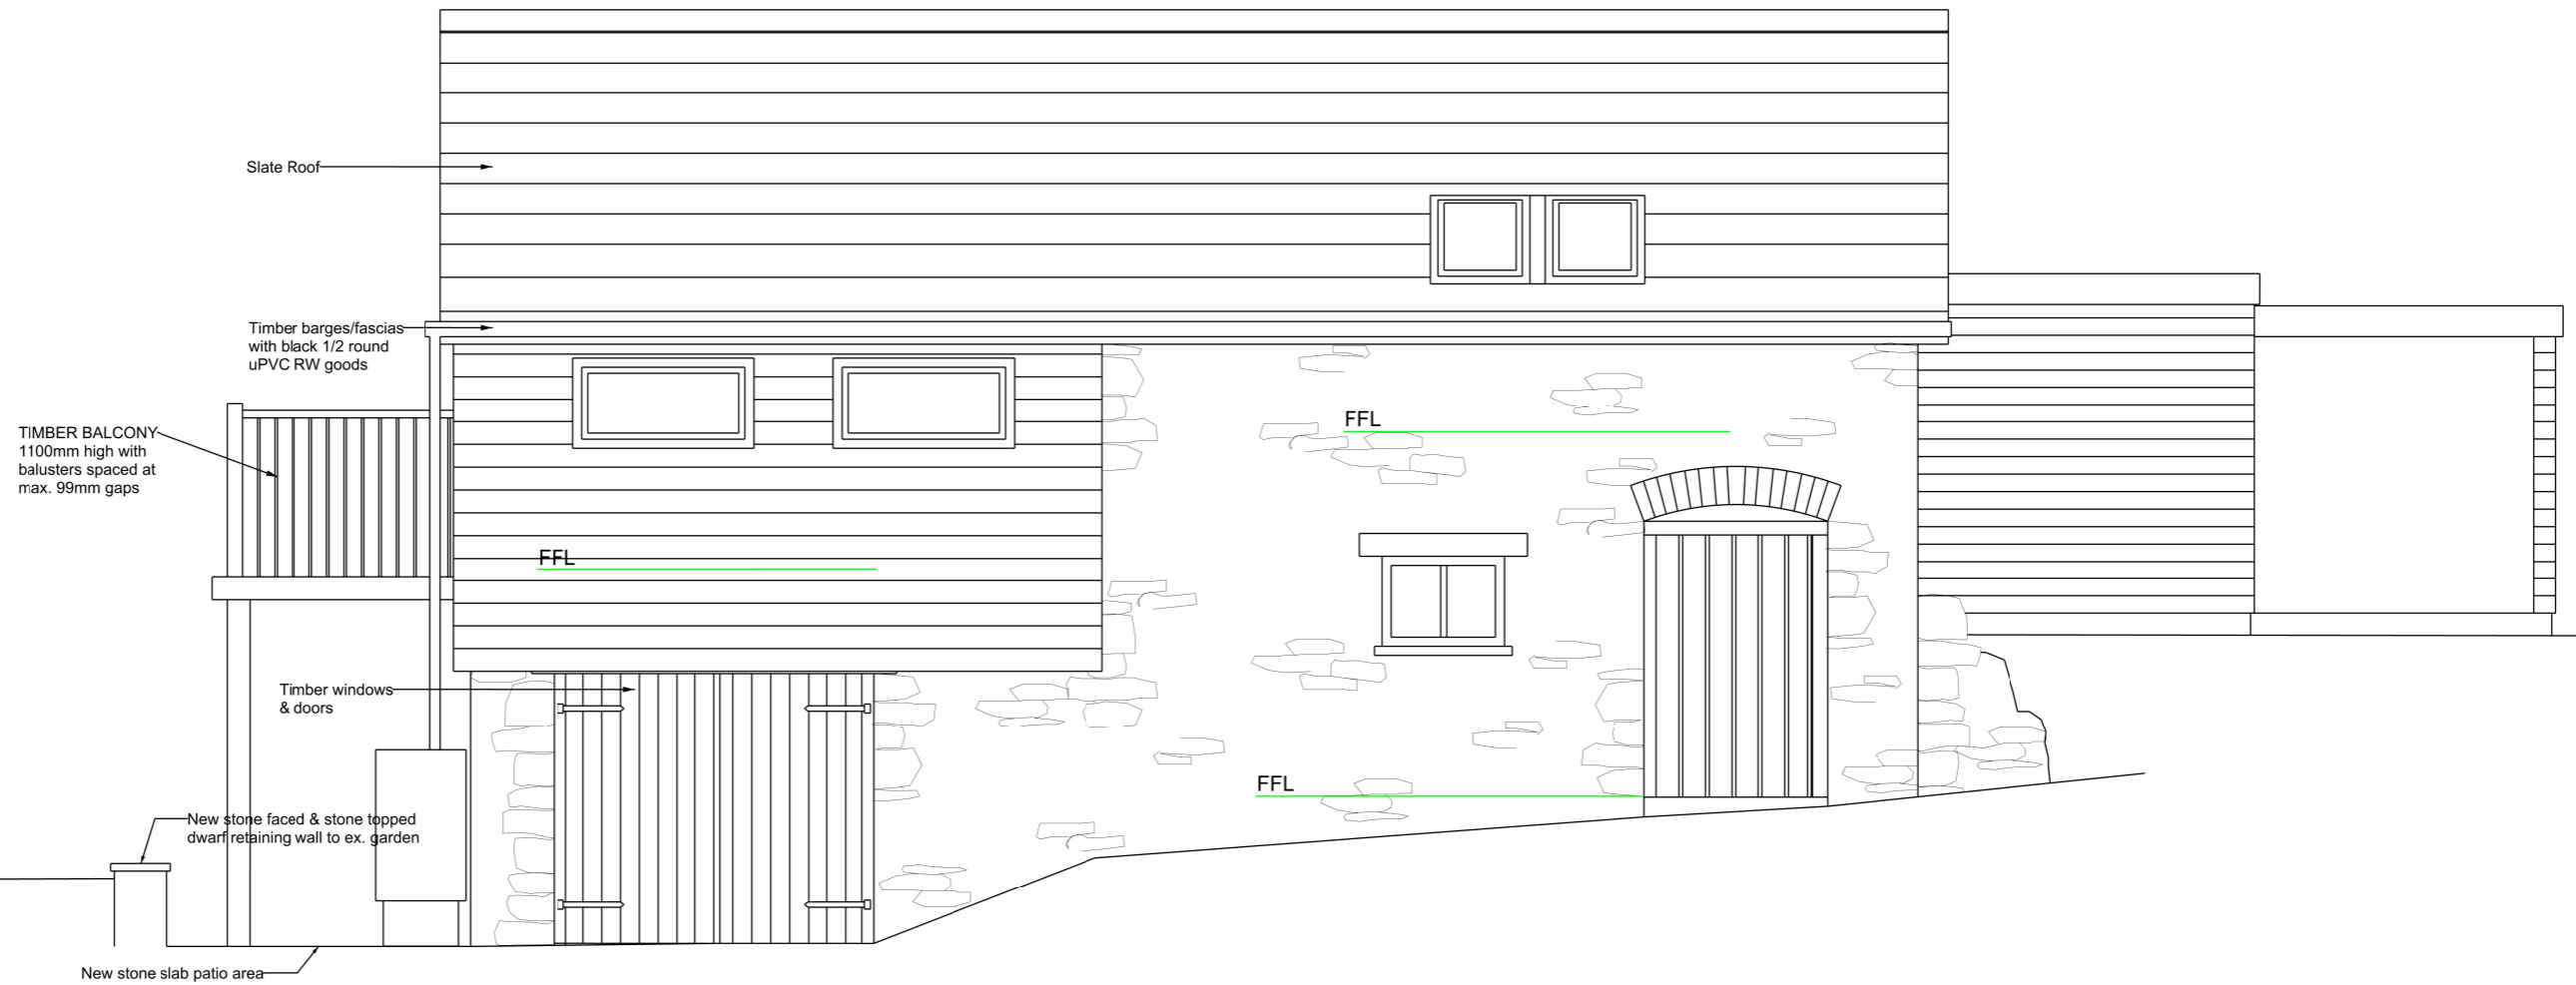 Slate Roof
Timber barges/fascias
with black 1/2 round
uPVC RW goods
TIMBER BALCONY
1100mm high with
balusters spaced at
max. 99mm gaps
FFL
FFL
Timber windows
& doors
FFL
New stone faced & stone topped
dwarf retaining wall to ex. garden
New stone slab patio area